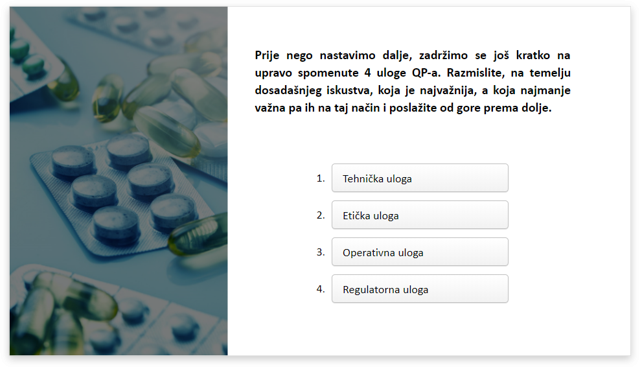 Prije nego nastavimo dalje, zadržimo se još kratko na
upravo spomenute 4 uloge QP-a. Razmislite, na temelju
dosadašnjeg iskustva, koja je najvažnija, a koja najmanje
važna pa ih na taj način i poslažite od gore prema dolje.
1. Tehnička uloga
2. Etička uloga
3. Operativna uloga
4. Regulatorna uloga